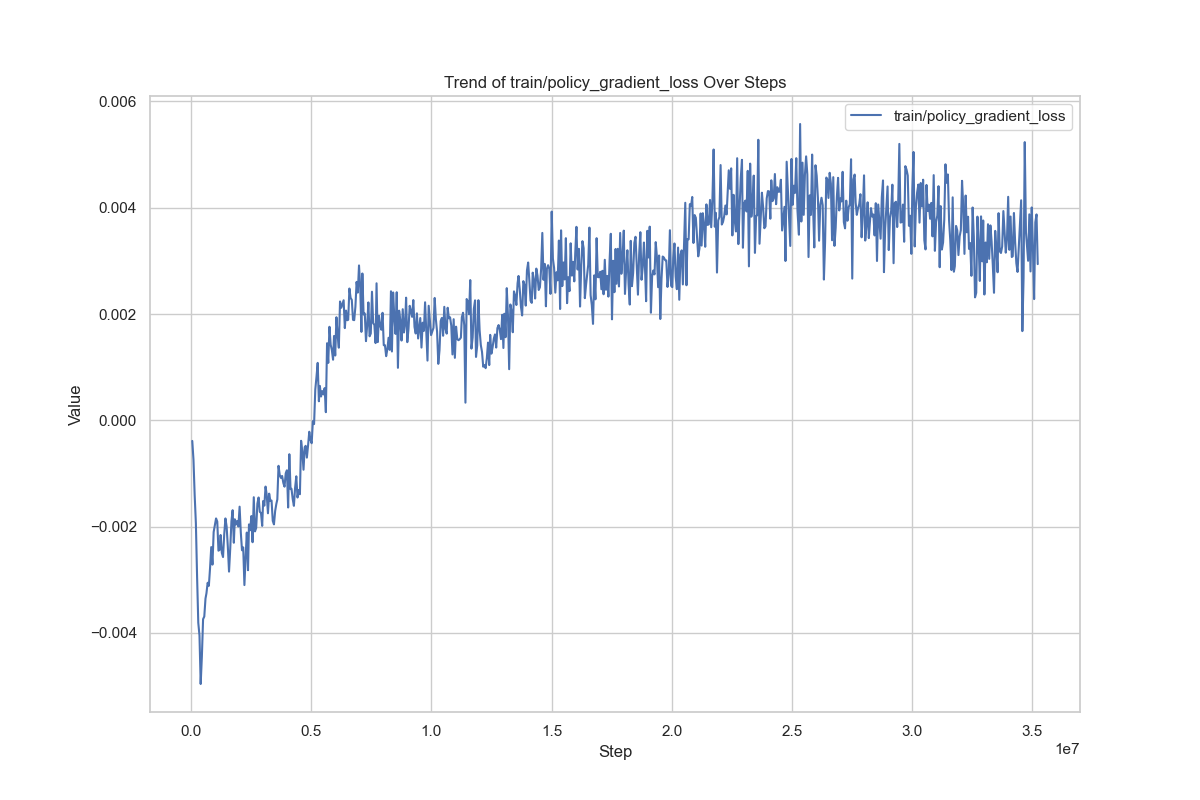 Trend of train/policy_gradient_loss Over Steps
train/policy_gradient_loss
0.006
0.004
0.002
0.000
−0.002
−0.004
Value
0.0 0.5 1.0 1.5 2.0 2.5 3.0 3.5
1e7
Step